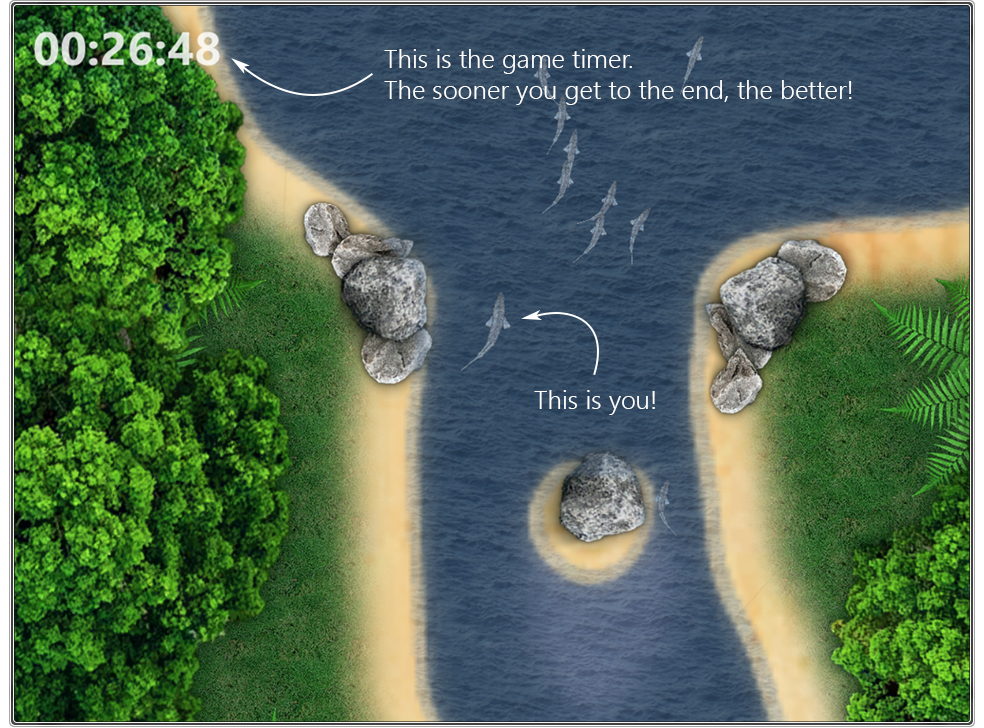 00:26:48
This is the game timer.
The sooner you get to the end, the better!
This is you!